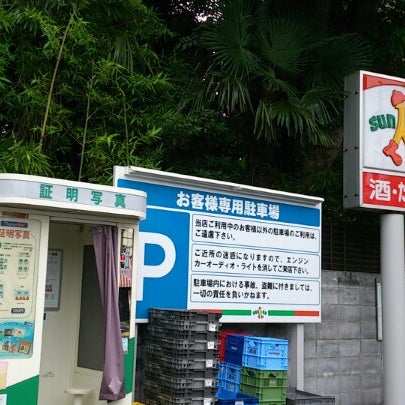 証明写真
証明写真
お客様専用駐車場
当店ご利用中のお客様以外の駐車場のご利用は、
ご遠慮下さい。
ご近所の迷惑になりますので、エンジン
カーオーディオ・ライトを消してご来店下さい。
駐車場内における事故、盗難に付きましては、
一切の責任を負いかねます。
P
sun
酒・た